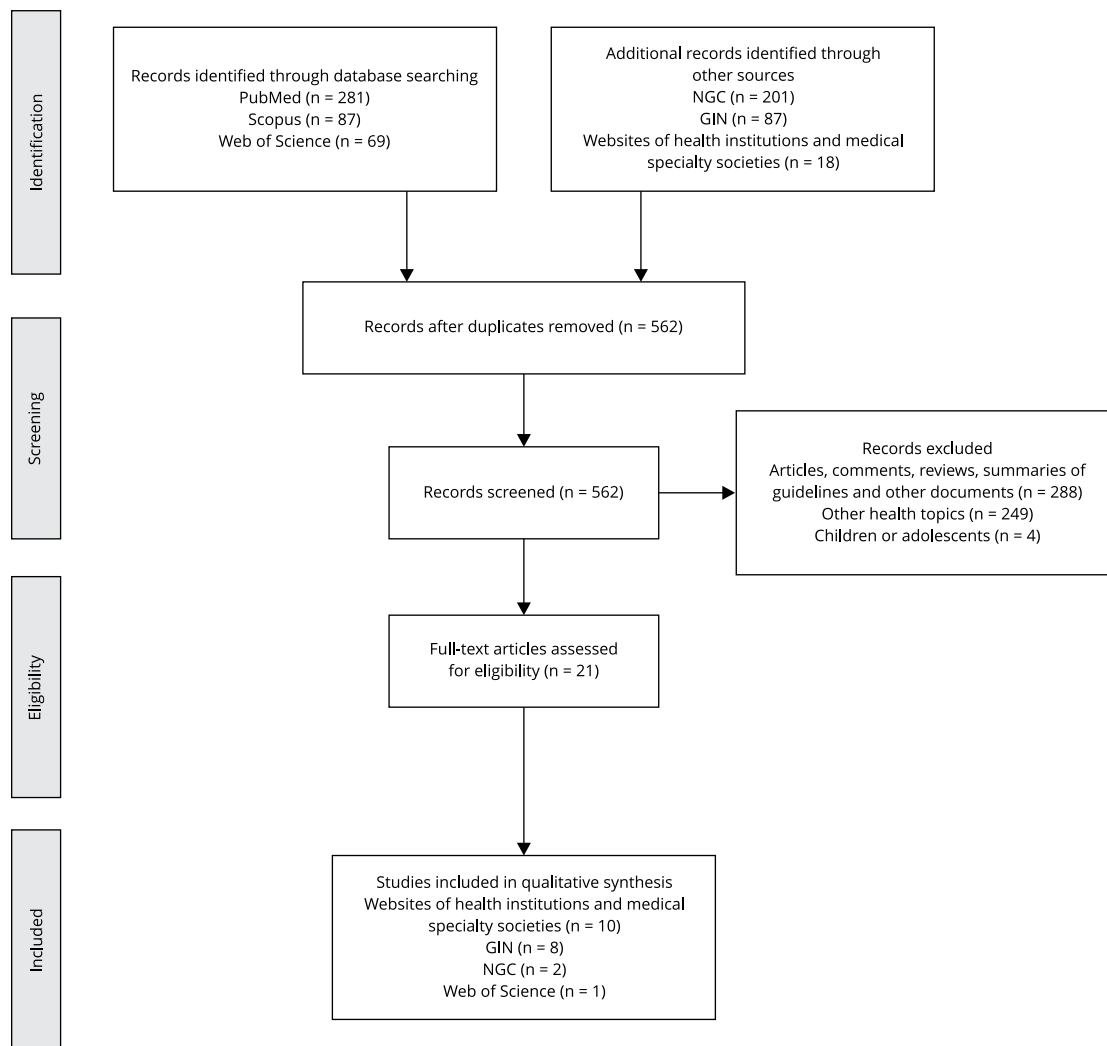 Identification
Records identified through database searching
PubMed (n = 281)
Scopus (n = 87)
Web of Science (n = 69)
Additional records identified through
other sources
NGC (n = 201)
GIN (n = 87)
Websites of health institutions and medical
specialty societies (n = 18)
Records after duplicates removed (n = 562)
Screening
Records screened (n = 562)
Records excluded
Articles, comments, reviews, summaries of
guidelines and other documents (n = 288)
Other health topics (n = 249)
Children or adolescents (n = 4)
Eligibility
Full-text articles assessed
for eligibility (n = 21)
Included
Studies included in qualitative synthesis
Websites of health institutions and medical
specialty societies (n = 10)
GIN (n = 8)
NGC (n = 2)
Web of Science (n = 1)